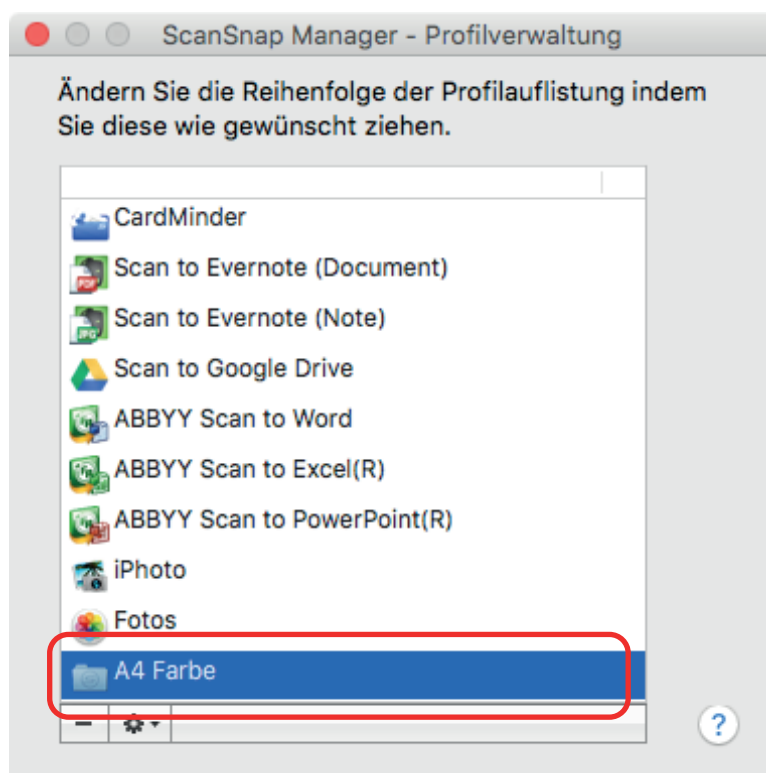 ScanSnap Manager - Profilverwaltung
Ändern Sie die Reihenfolge der Profilauflistung indem
Sie diese wie gewünscht ziehen.
CardMinder
PDF
Scan to Evernote (Document)
JPG
Scan to Evernote (Note)
Scan to Google Drive
ABBYY Scan to Word
ABBYY Scan to Excel(R)
ABBYY Scan to PowerPoint(R)
iPhoto
Fotos
A4 Farbe
?